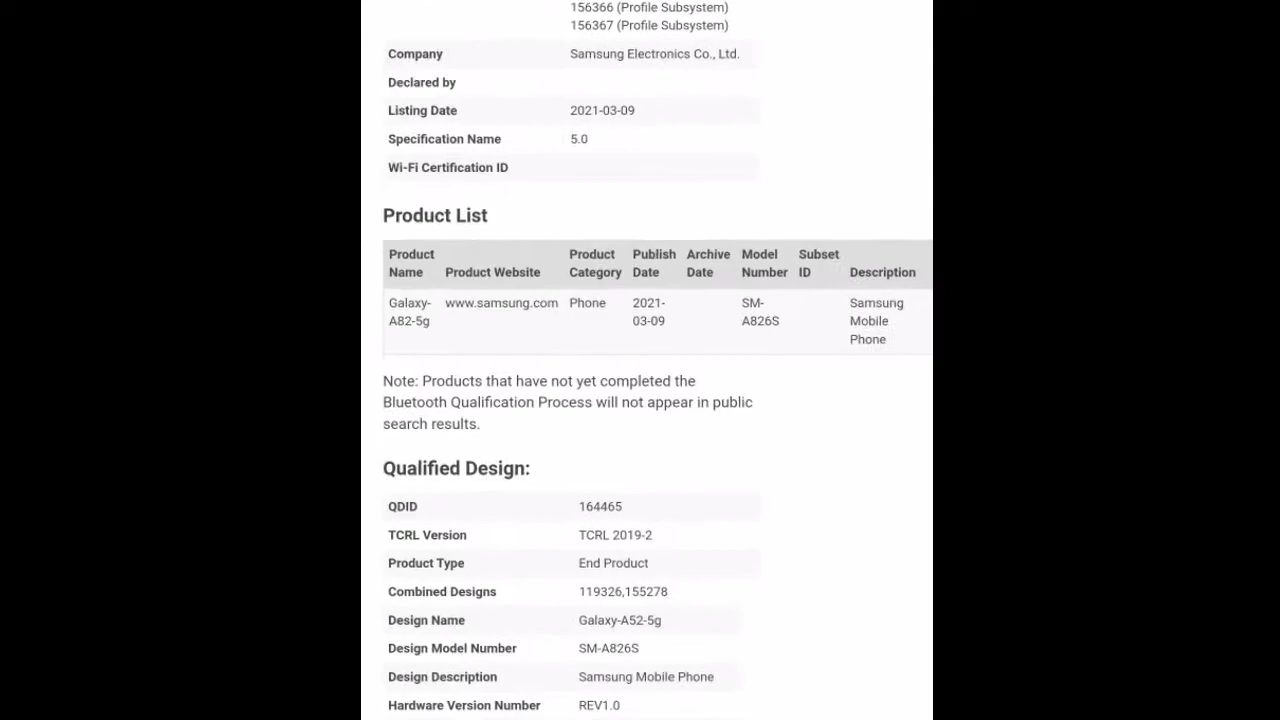 156366 (Profile Subsystem)
156367 (Profile Subsystem)
Company Samsung Electronics Co., Ltd.
Declared by
Listing Date 2021-03-09
Specification Name 5.0
Wi-Fi Certification ID
Product List
Product Name Product Website Product Category Publish Date Archive Date Model Number Subset ID Description
Galaxy-A82-5g www.samsung.com Phone 2021-03-09 SM-A826S Samsung Mobile Phone
Note: Products that have not yet completed the
Bluetooth Qualification Process will not appear in public
search results.
Qualified Design:
QDID 164465
TCRL Version TCRL 2019-2
Product Type End Product
Combined Designs 119326,155278
Design Name Galaxy-A52-5g
Design Model Number SM-A826S
Design Description Samsung Mobile Phone
Hardware Version Number REV1.0